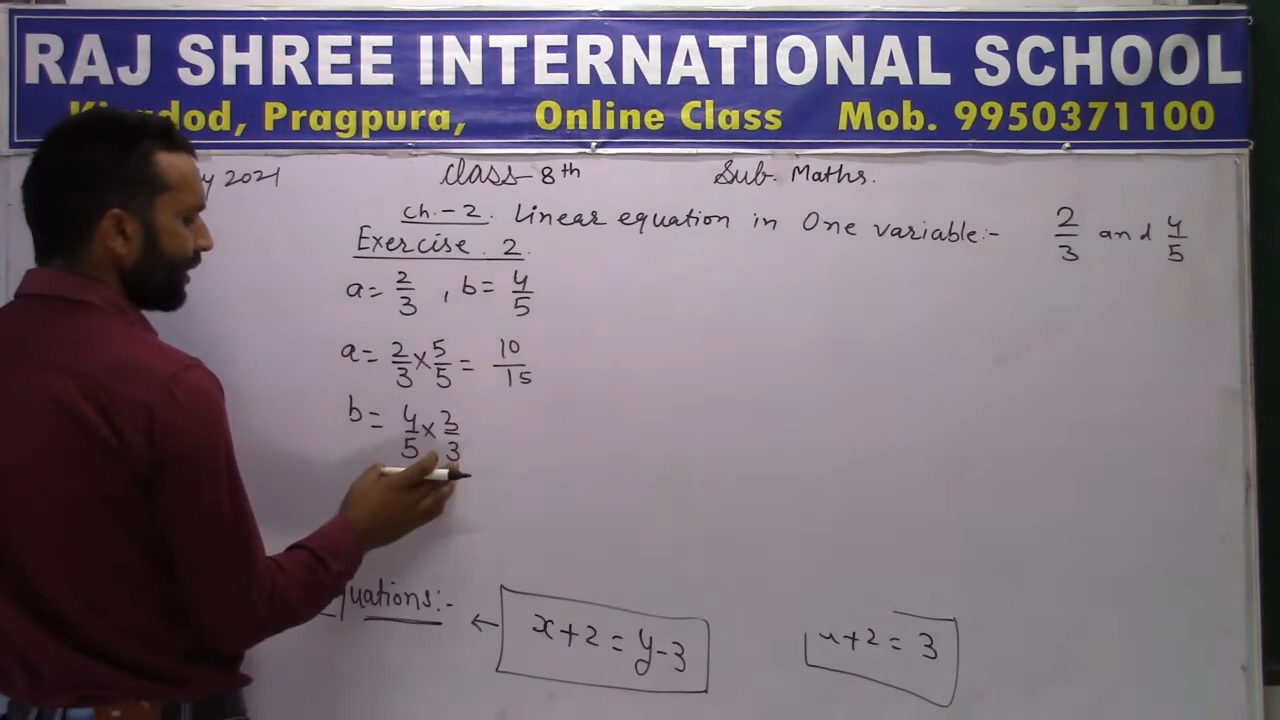 RAJ SHREE INTERNATIONAL SCHOOL
Pragpura, Online Class Mob. 9950371100
2021 Class-8th Sub. Maths.
Ch.-2. Linear equation in One variable:- 2/3 and 4/5
Exercise. 2.
a= 2/3 , b= 4/5
a= 2/3 × 5/5 = 10/15
b= 4/5 × 3/3
Equations:- ← x+2 = y-3 x+2 = 3